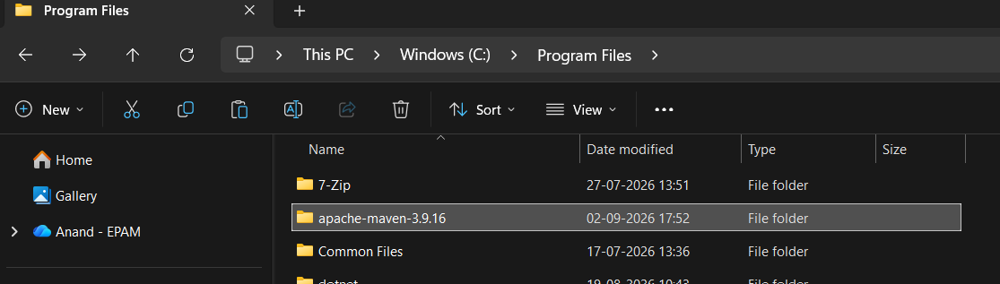 Program Files
This PC > Windows (C:) > Program Files >
New Sort View
Name Date modified Type Size
Home
Gallery
Anand - EPAM
7-Zip 27-07-2026 13:51 File folder
apache-maven-3.9.16 02-09-2026 17:52 File folder
Common Files 17-07-2026 13:36 File folder
dotnet 19-08-2026 10:43 File folder